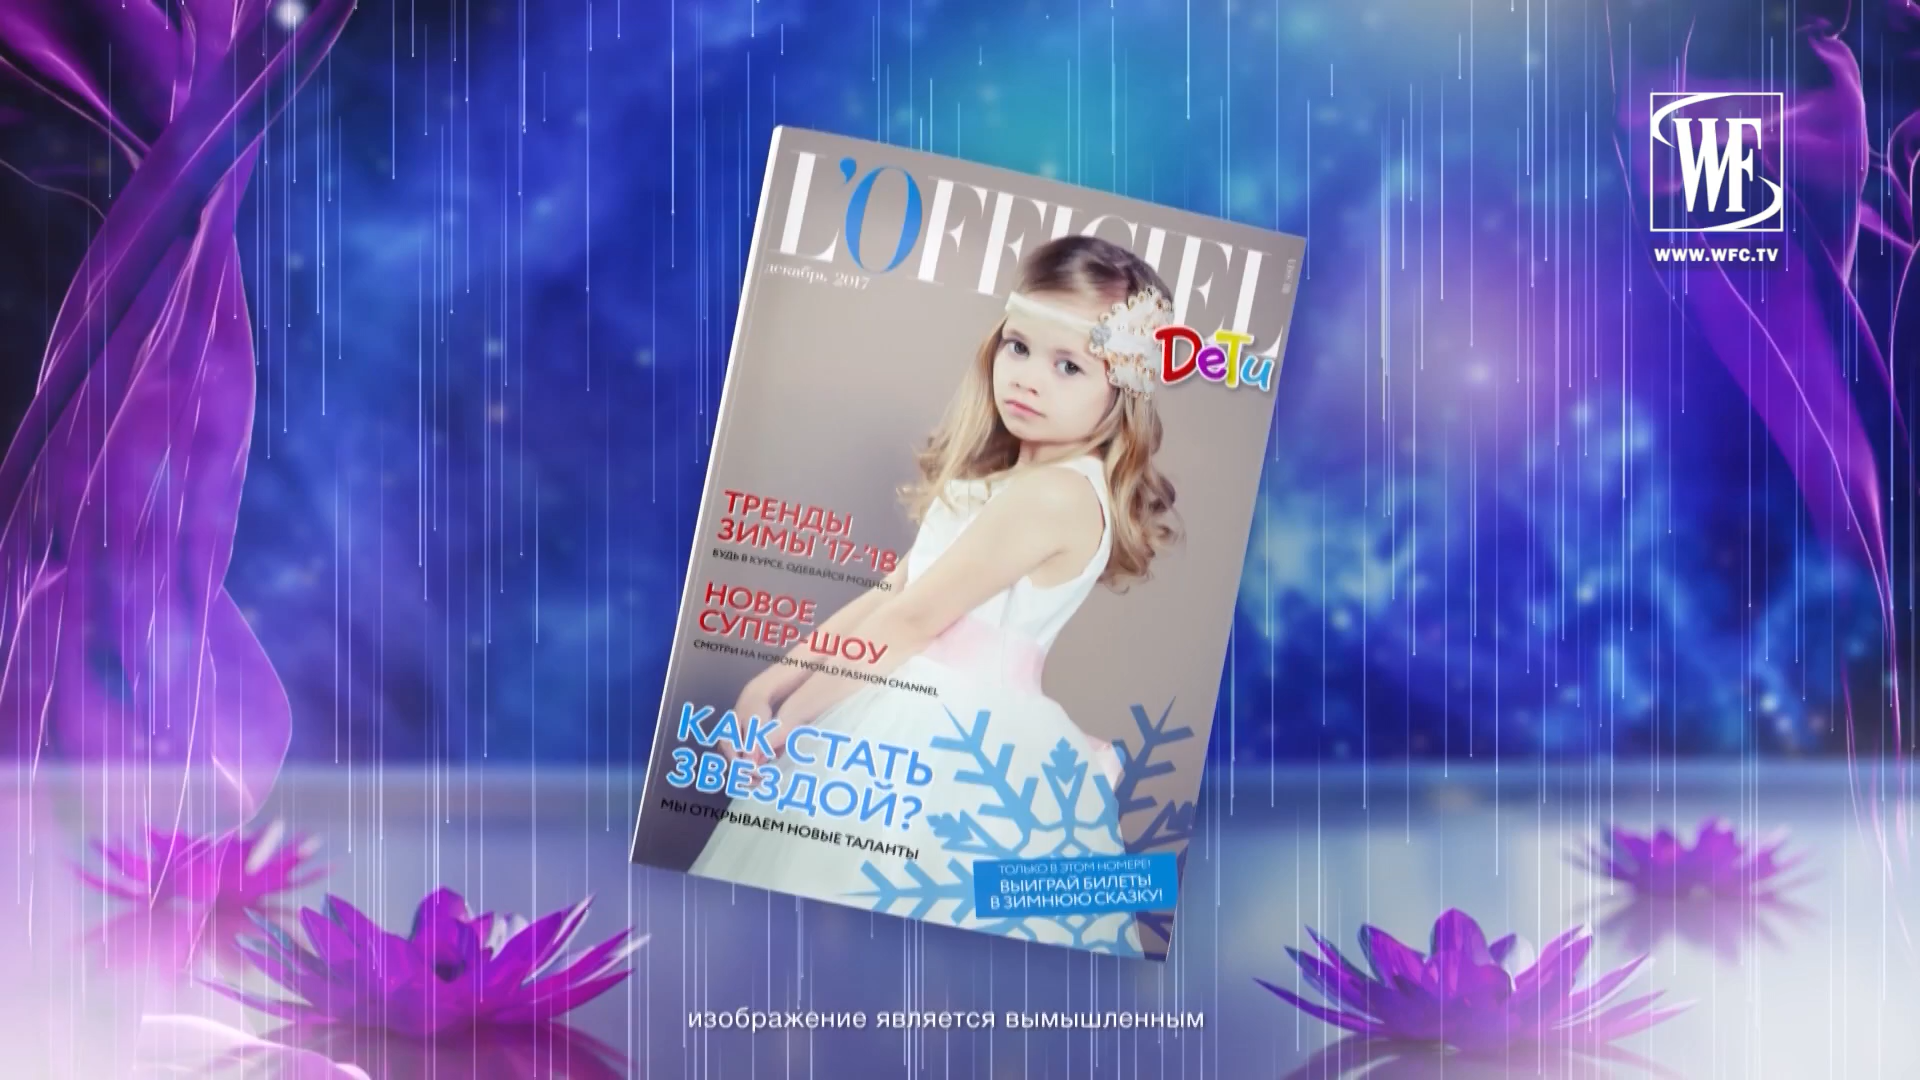 L'OFFICIEL
декабрь 2017
DeTu
ТРЕНДЫ
ЗИМЫ '17-'18
БУДЬ В КУРСЕ, ОДЕВАЙСЯ МОДНО!
НОВОЕ
СУПЕР-ШОУ
СМОТРИ НА НОВОМ WORLD FASHION CHANNEL
КАК СТАТЬ
ЗВЕЗДОЙ?
МЫ ОТКРЫВАЕМ НОВЫЕ ТАЛАНТЫ
ТОЛЬКО В ЭТОМ НОМЕРЕ!
ВЫИГРАЙ БИЛЕТЫ
В ЗИМНЮЮ СКАЗКУ!
WF
WWW.WFC.TV
изображение является вымышленным